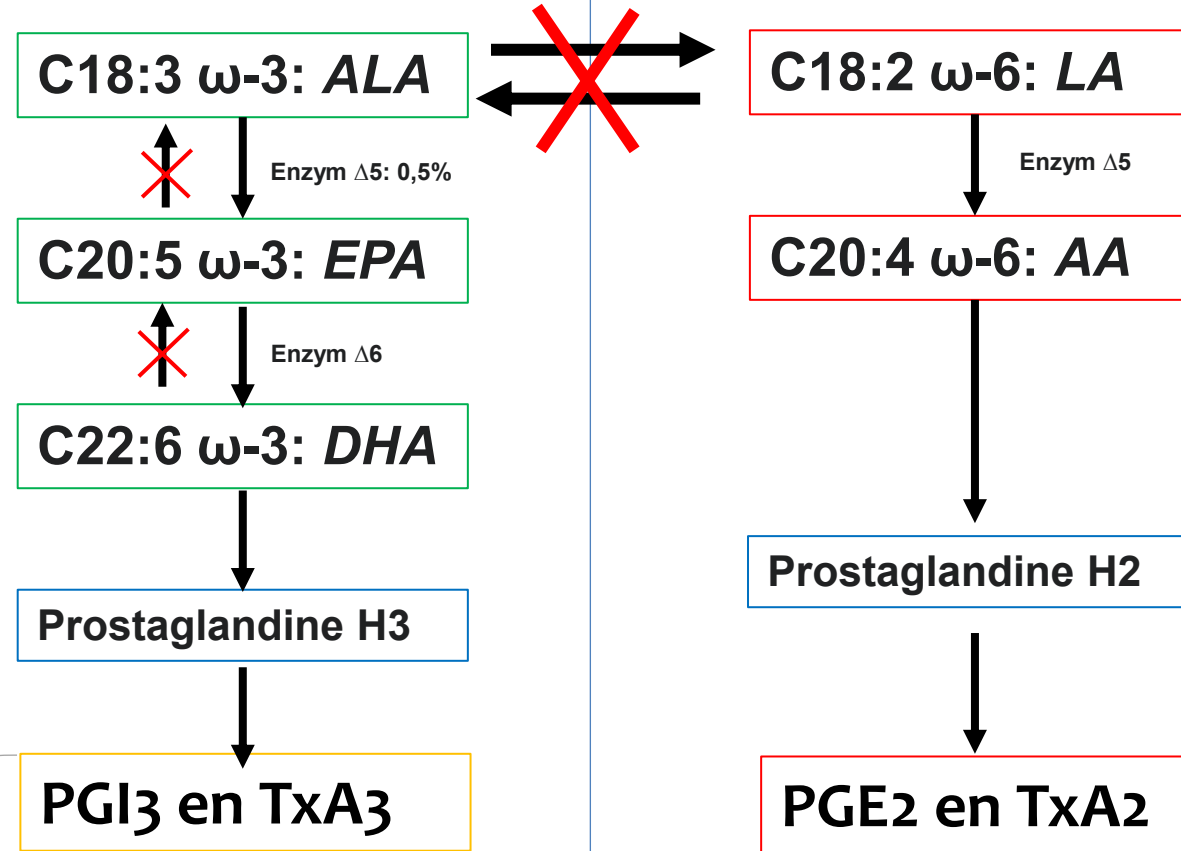 C18:3 ω-3: ALA
Enzym Δ5: 0,5%
C20:5 ω-3: EPA
Enzym Δ6
C22:6 ω-3: DHA
Prostaglandine H3
PGI3 en TxA3
C18:2 ω-6: LA
Enzym Δ5
C20:4 ω-6: AA
Prostaglandine H2
PGE2 en TxA2